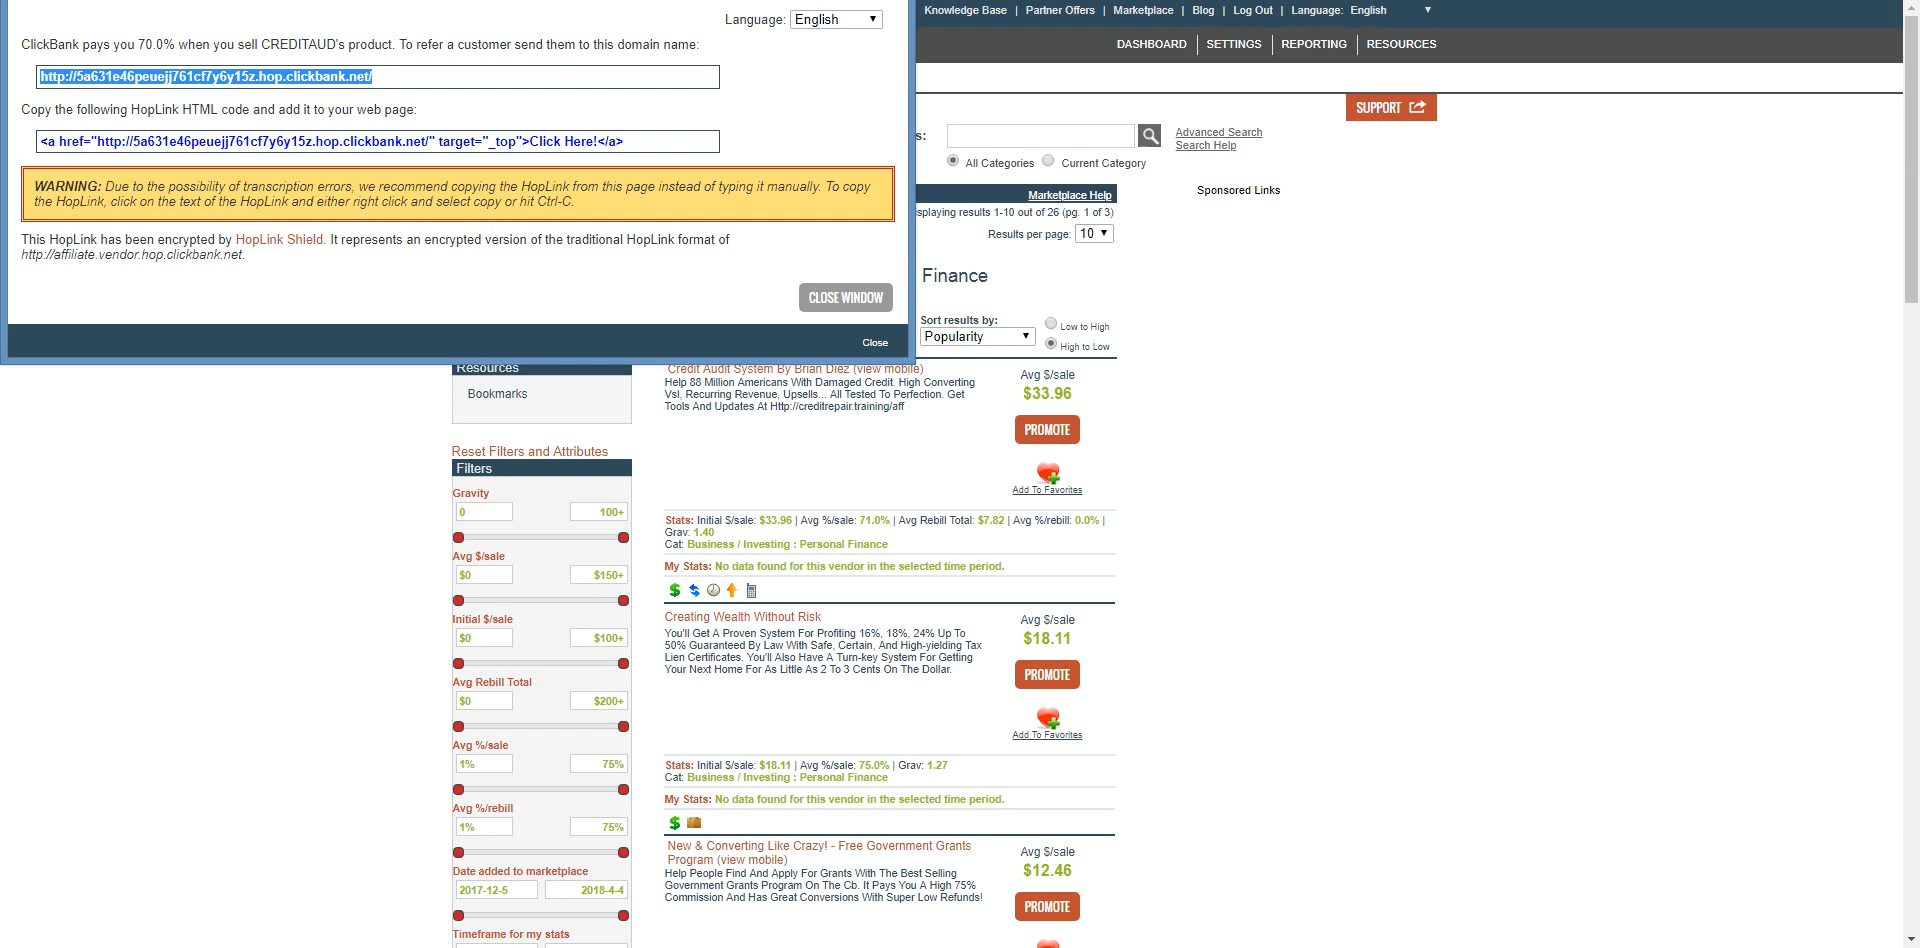 Language: English
ClickBank pays you 70.0% when you sell CREDITAUD's product. To refer a customer send them to this domain name:
http://5a631e46peuejj761cf7y6y15z.hop.clickbank.net/
Copy the following HopLink HTML code and add it to your web page:
<a href="http://5a631e46peuejj761cf7y6y15z.hop.clickbank.net/" target="_top">Click Here!</a>
WARNING: Due to the possibility of transcription errors, we recommend copying the HopLink from this page instead of typing it manually. To copy
the HopLink, click on the text of the HopLink and either right click and select copy or hit Ctrl-C.
This HopLink has been encrypted by HopLink Shield. It represents an encrypted version of the traditional HopLink format of
http://affiliate.vendor.hop.clickbank.net.
CLOSE WINDOW
Close
Knowledge Base | Partner Offers | Marketplace | Blog | Log Out | Language: English
DASHBOARD SETTINGS REPORTING RESOURCES
SUPPORT
s:
Advanced Search
Search Help
All Categories Current Category
Marketplace Help
Sponsored Links
splaying results 1-10 out of 26 (pg. 1 of 3)
Results per page: 10
Finance
Sort results by:
Popularity
Low to High
High to Low
Resources
Bookmarks
Reset Filters and Attributes
Filters
Gravity
0 100+
Avg $/sale
$0 $150+
Initial $/sale
$0 $100+
Avg Rebill Total
$0 $200+
Avg %/sale
1% 75%
Avg %/rebill
1% 75%
Date added to marketplace
2017-12-5 2018-4-4
Timeframe for my stats
Credit Audit System By Brian Diez (view mobile)
Help 88 Million Americans With Damaged Credit. High Converting
Vsl, Recurring Revenue, Upsells... All Tested To Perfection. Get
Tools And Updates At Http://creditrepair.training/aff
Avg $/sale
$33.96
PROMOTE
Add To Favorites
Stats: Initial $/sale: $33.96 | Avg %/sale: 71.0% | Avg Rebill Total: $7.82 | Avg %/rebill: 0.0% |
Grav: 1.40
Cat: Business / Investing : Personal Finance
My Stats: No data found for this vendor in the selected time period.
Creating Wealth Without Risk
You'll Get A Proven System For Profiting 16%, 18%, 24% Up To
50% Guaranteed By Law With Safe, Certain, And High-yielding Tax
Lien Certificates. You'll Also Have A Turn-key System For Getting
Your Next Home For As Little As 2 To 3 Cents On The Dollar.
Avg $/sale
$18.11
PROMOTE
Add To Favorites
Stats: Initial $/sale: $18.11 | Avg %/sale: 75.0% | Grav: 1.27
Cat: Business / Investing : Personal Finance
My Stats: No data found for this vendor in the selected time period.
New & Converting Like Crazy! - Free Government Grants
Program (view mobile)
Help People Find And Apply For Grants With The Best Selling
Government Grants Program On The Cb. It Pays You A High 75%
Commission And Has Great Conversions With Super Low Refunds!
Avg $/sale
$12.46
PROMOTE